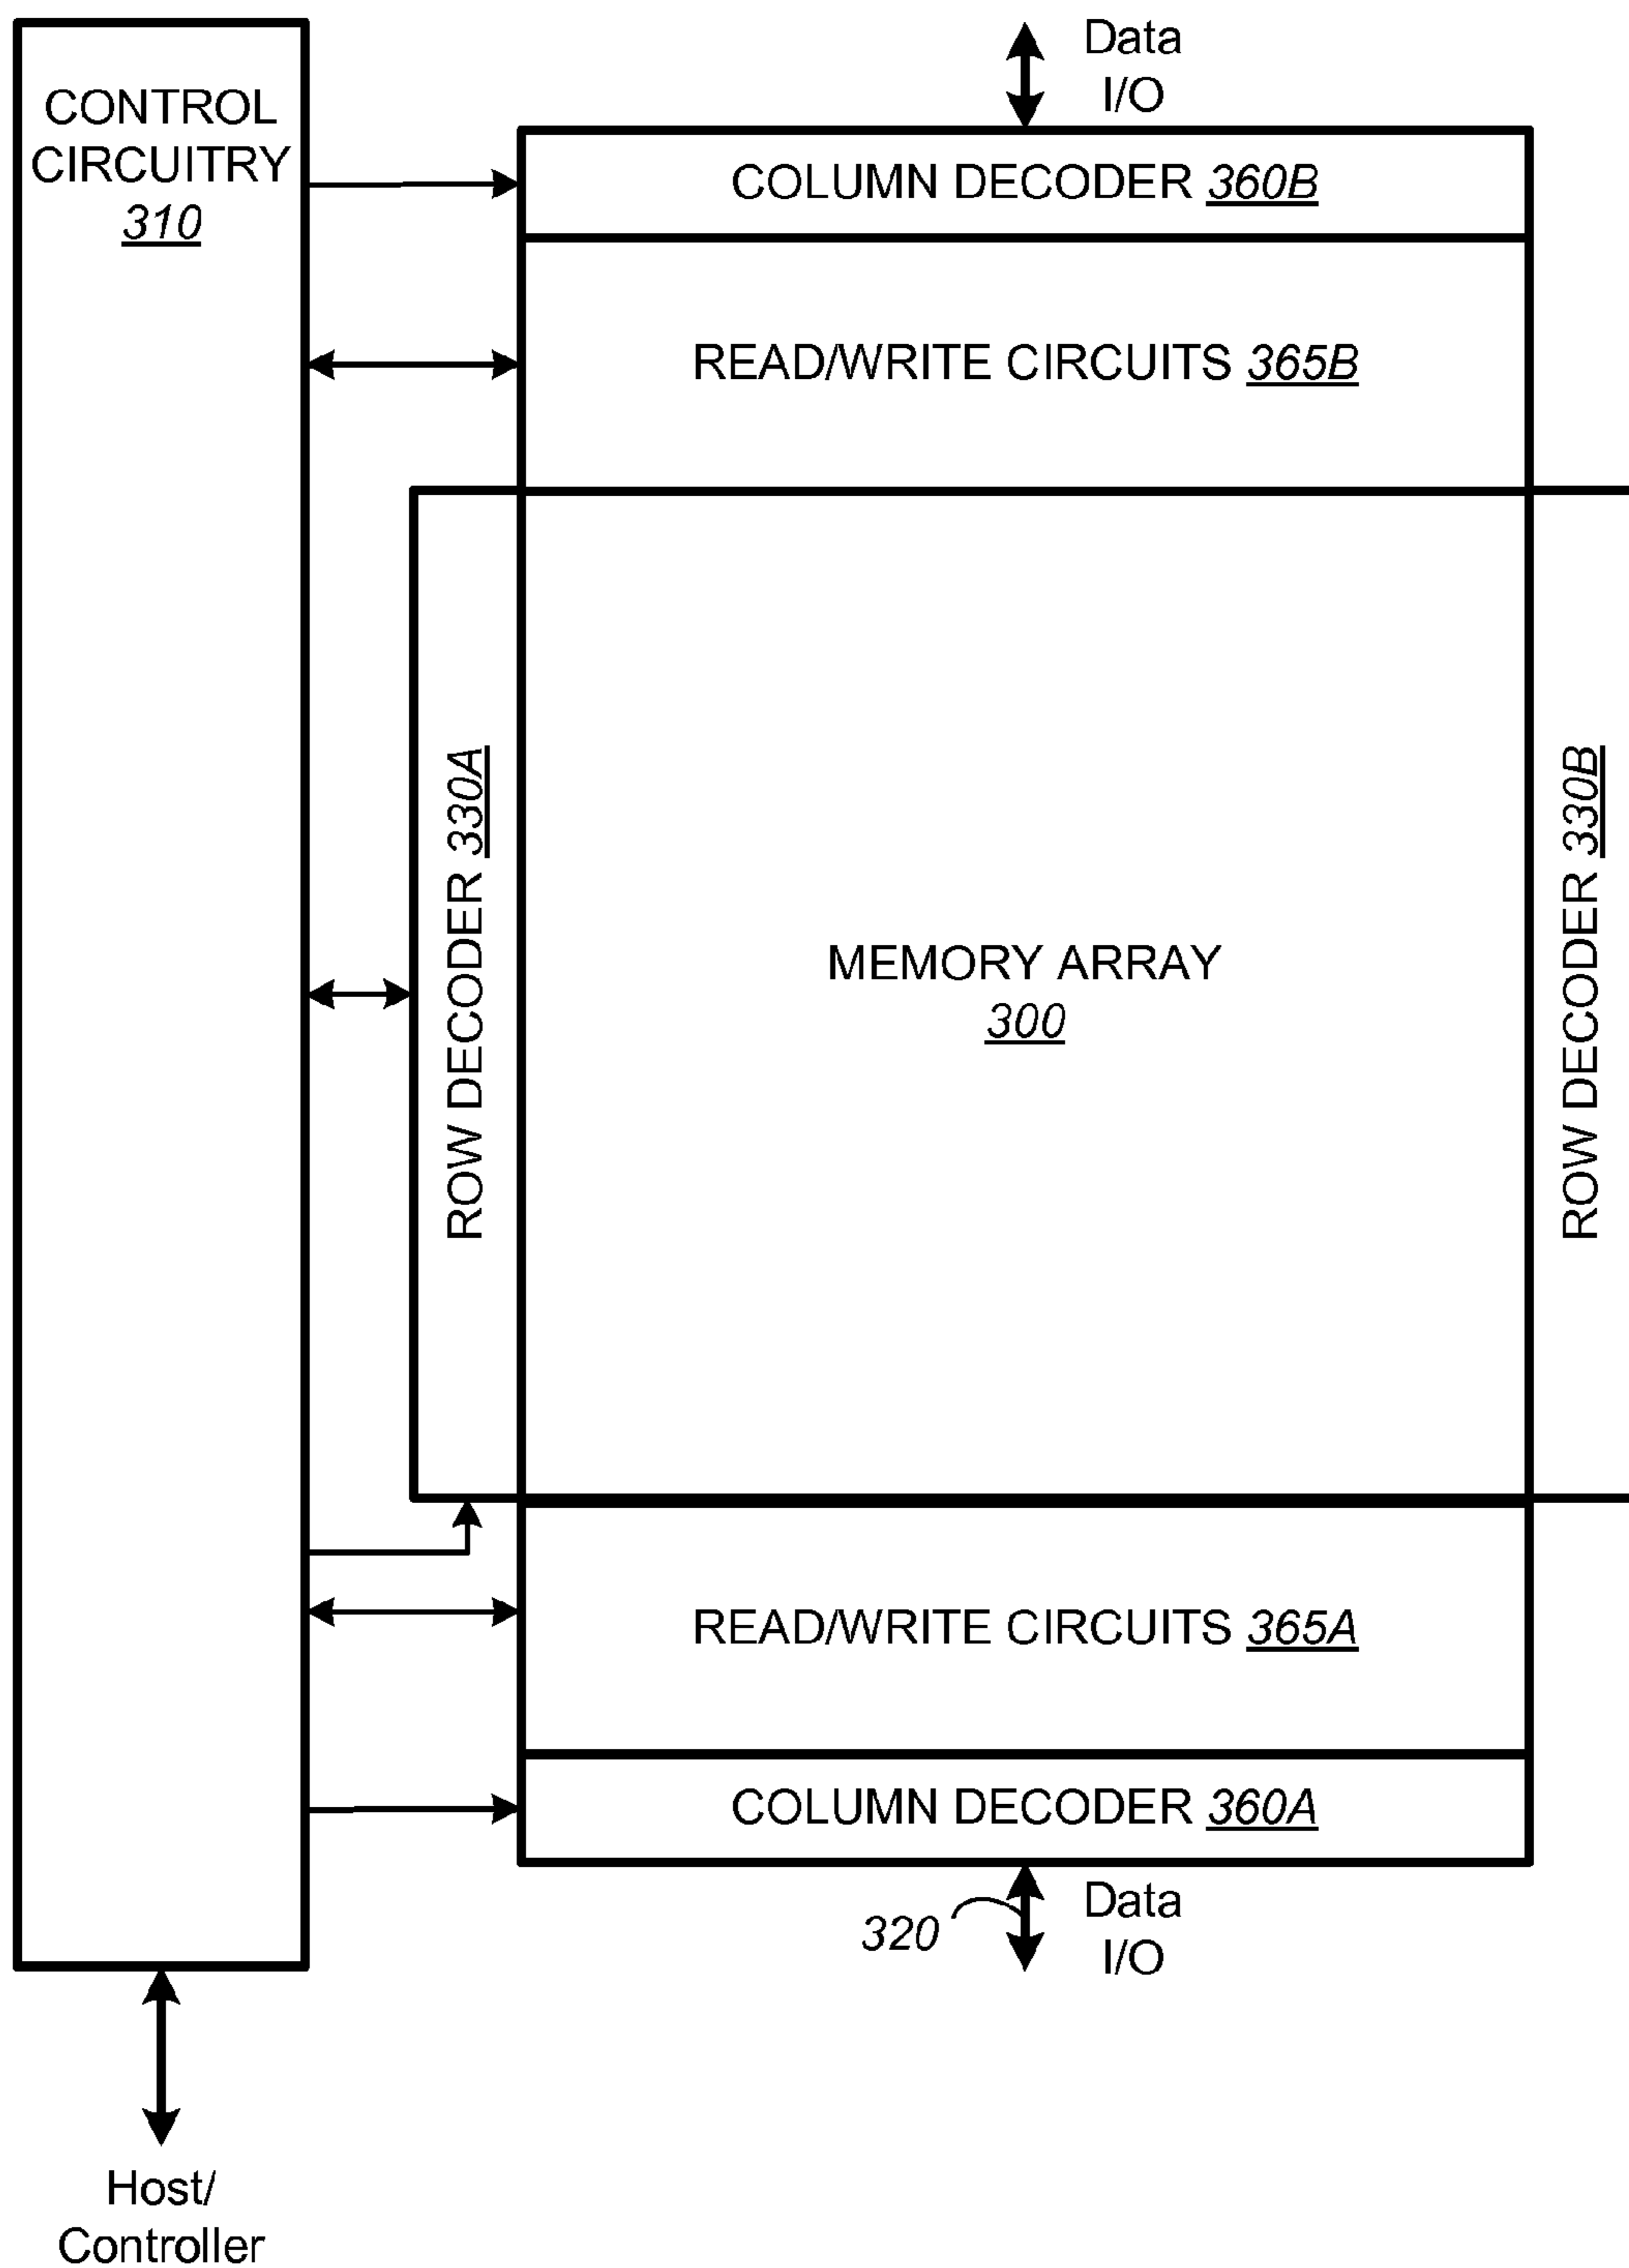 CONTROL
CIRCUITRY
310
Data
I/O
COLUMN DECODER 360B
READ/WRITE CIRCUITS 365B
ROW DECODER 330A
MEMORY ARRAY
300
ROW DECODER 330B
READ/WRITE CIRCUITS 365A
COLUMN DECODER 360A
320
Data
I/O
Host/
Controller